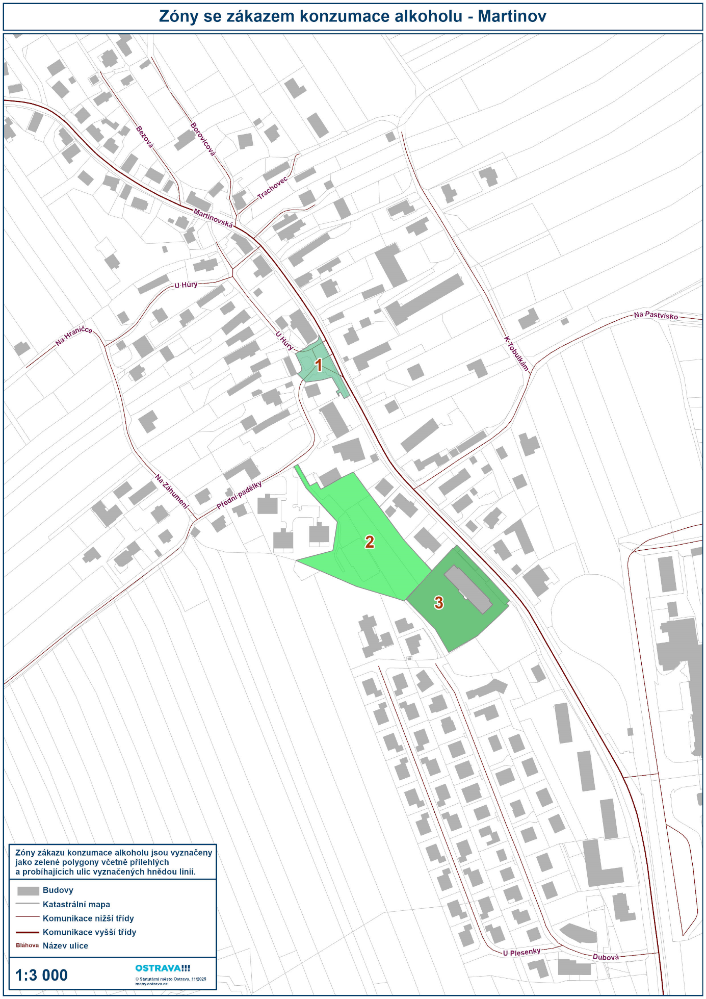 Zóny se zákazem konzumace alkoholu - Martinov
Bezová
Borovicová
Trachovec
Martinovská
U Hůry
Na Hraničce
U Hůry
Na Pastvisko
K Tobulkám
1
Na Záhumení
Přední padělky
2
3
U Plesenky
Dubová
Zóny zákazu konzumace alkoholu jsou vyznačeny
jako zelené polygony včetně přilehlých
a probíhajících ulic vyznačených hnědou linií.
Budovy
Katastrální mapa
Komunikace nižší třídy
Komunikace vyšší třídy
Bláhova Název ulice
1:3 000
OSTRAVA!!!
© Statutární město Ostrava, 11/2025
mapy.ostrava.cz